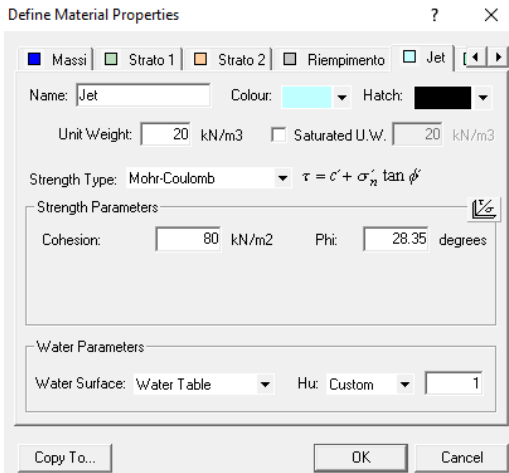 Define Material Properties ? ×
Massi Strato 1 Strato 2 Riempimento Jet
Name: Jet Colour: Hatch:
Unit Weight: 20 kN/m3 Saturated U.W. 20 kN/m3
Strength Type: Mohr-Coulomb τ = c′ + σ′n tan φ′
Strength Parameters τ/σ
Cohesion: 80 kN/m2 Phi: 28.35 degrees
Water Parameters
Water Surface: Water Table Hu: Custom 1
Copy To... OK Cancel